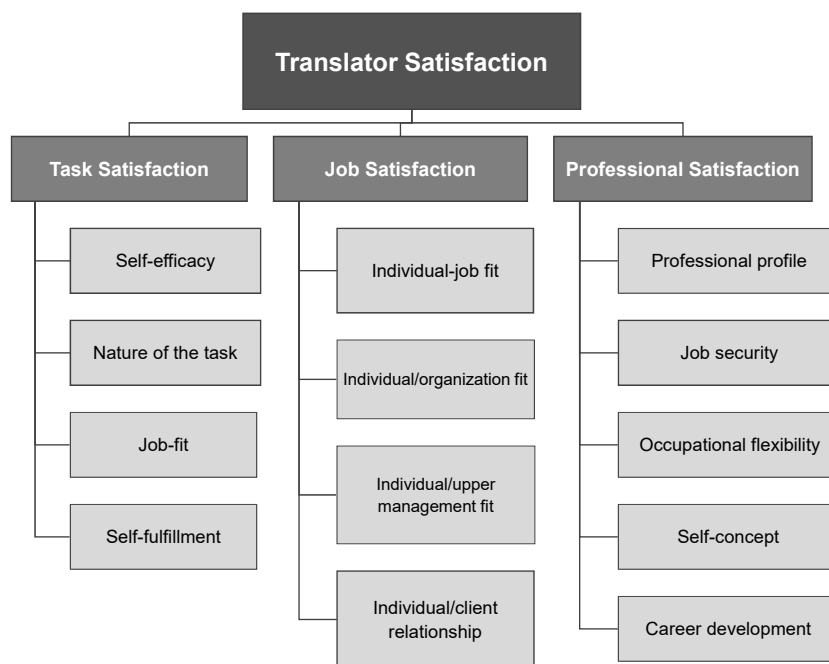 Translator Satisfaction
Task Satisfaction
Job Satisfaction
Professional Satisfaction
Self-efficacy
Nature of the task
Job-fit
Self-fulfillment
Individual-job fit
Individual/organization fit
Individual/upper
management fit
Individual/client
relationship
Professional profile
Job security
Occupational flexibility
Self-concept
Career development